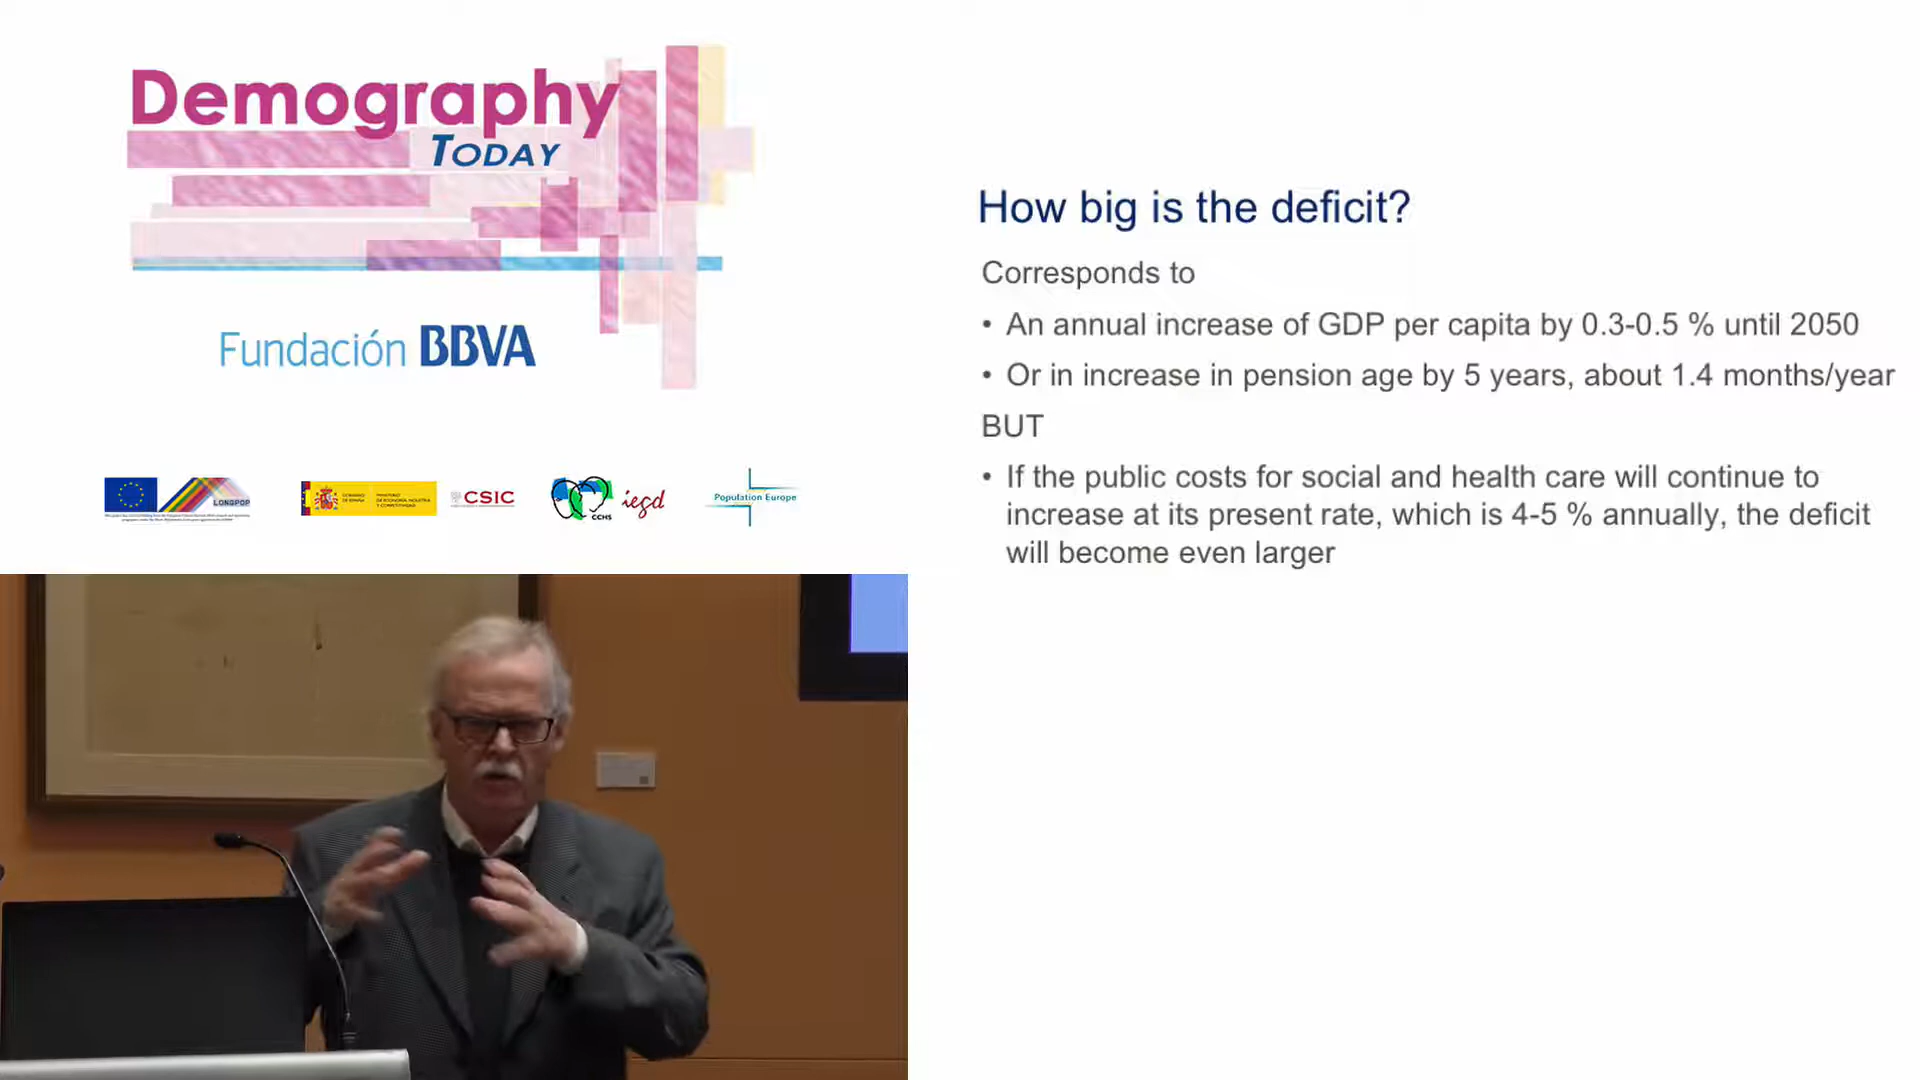 Demography
TODAY
Fundación BBVA
LONGPOP
CSIC
CCHS
iegd
Population Europe
How big is the deficit?
Corresponds to
• An annual increase of GDP per capita by 0.3-0.5 % until 2050
• Or in increase in pension age by 5 years, about 1.4 months/year
BUT
• If the public costs for social and health care will continue to
increase at its present rate, which is 4-5 % annually, the deficit
will become even larger